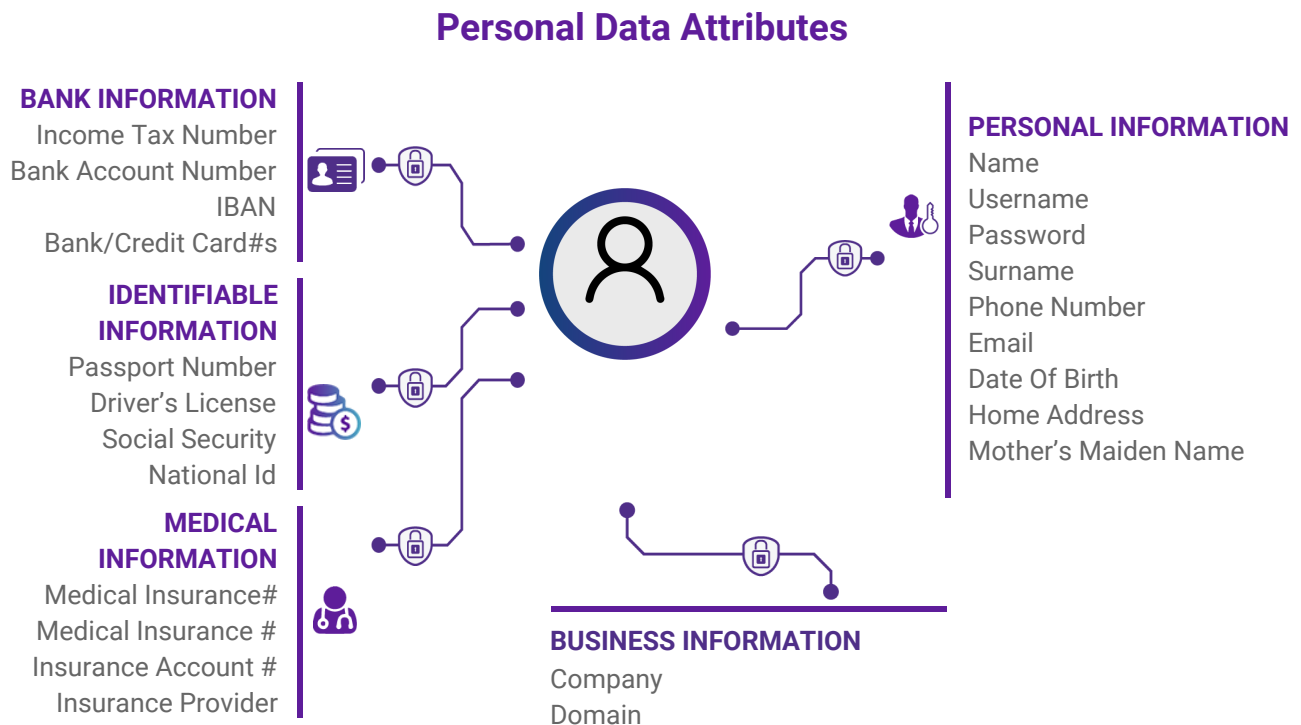 Personal Data Attributes
BANK INFORMATION
Income Tax Number
Bank Account Number
IBAN
Bank/Credit Card#s
IDENTIFIABLE
INFORMATION
Passport Number
Driver’s License
Social Security
National Id
MEDICAL
INFORMATION
Medical Insurance#
Medical Insurance #
Insurance Account #
Insurance Provider
$
PERSONAL INFORMATION
Name
Username
Password
Surname
Phone Number
Email
Date Of Birth
Home Address
Mother’s Maiden Name
BUSINESS INFORMATION
Company
Domain